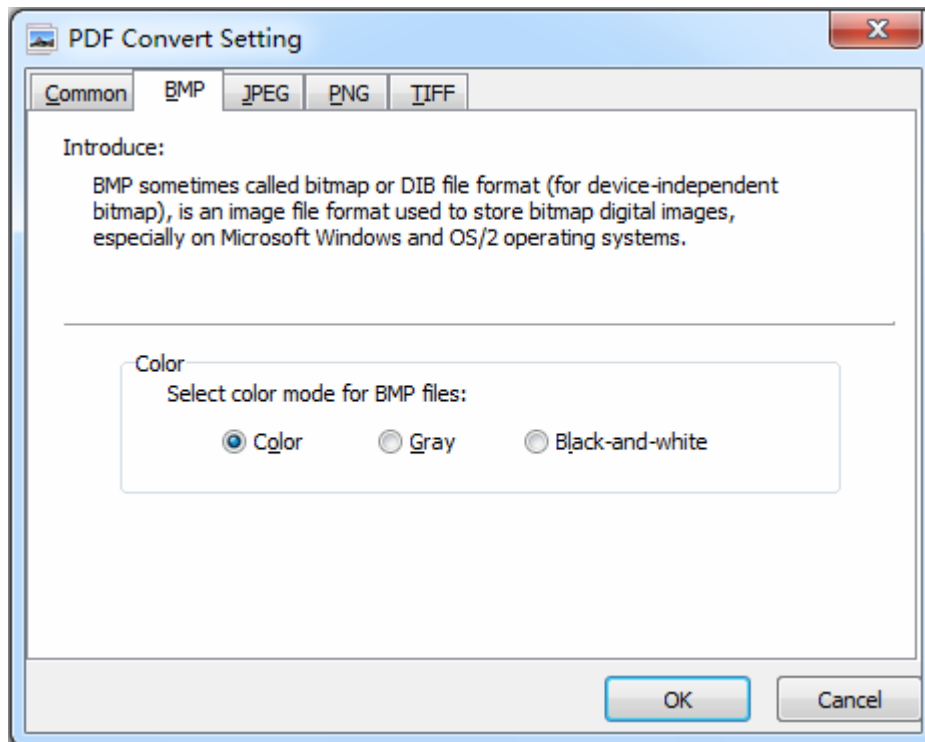 PDF Convert Setting
Common BMP JPEG PNG TIFF
Introduce:
BMP sometimes called bitmap or DIB file format (for device-independent
bitmap), is an image file format used to store bitmap digital images,
especially on Microsoft Windows and OS/2 operating systems.
Color
Select color mode for BMP files:
Color Gray Black-and-white
OK Cancel